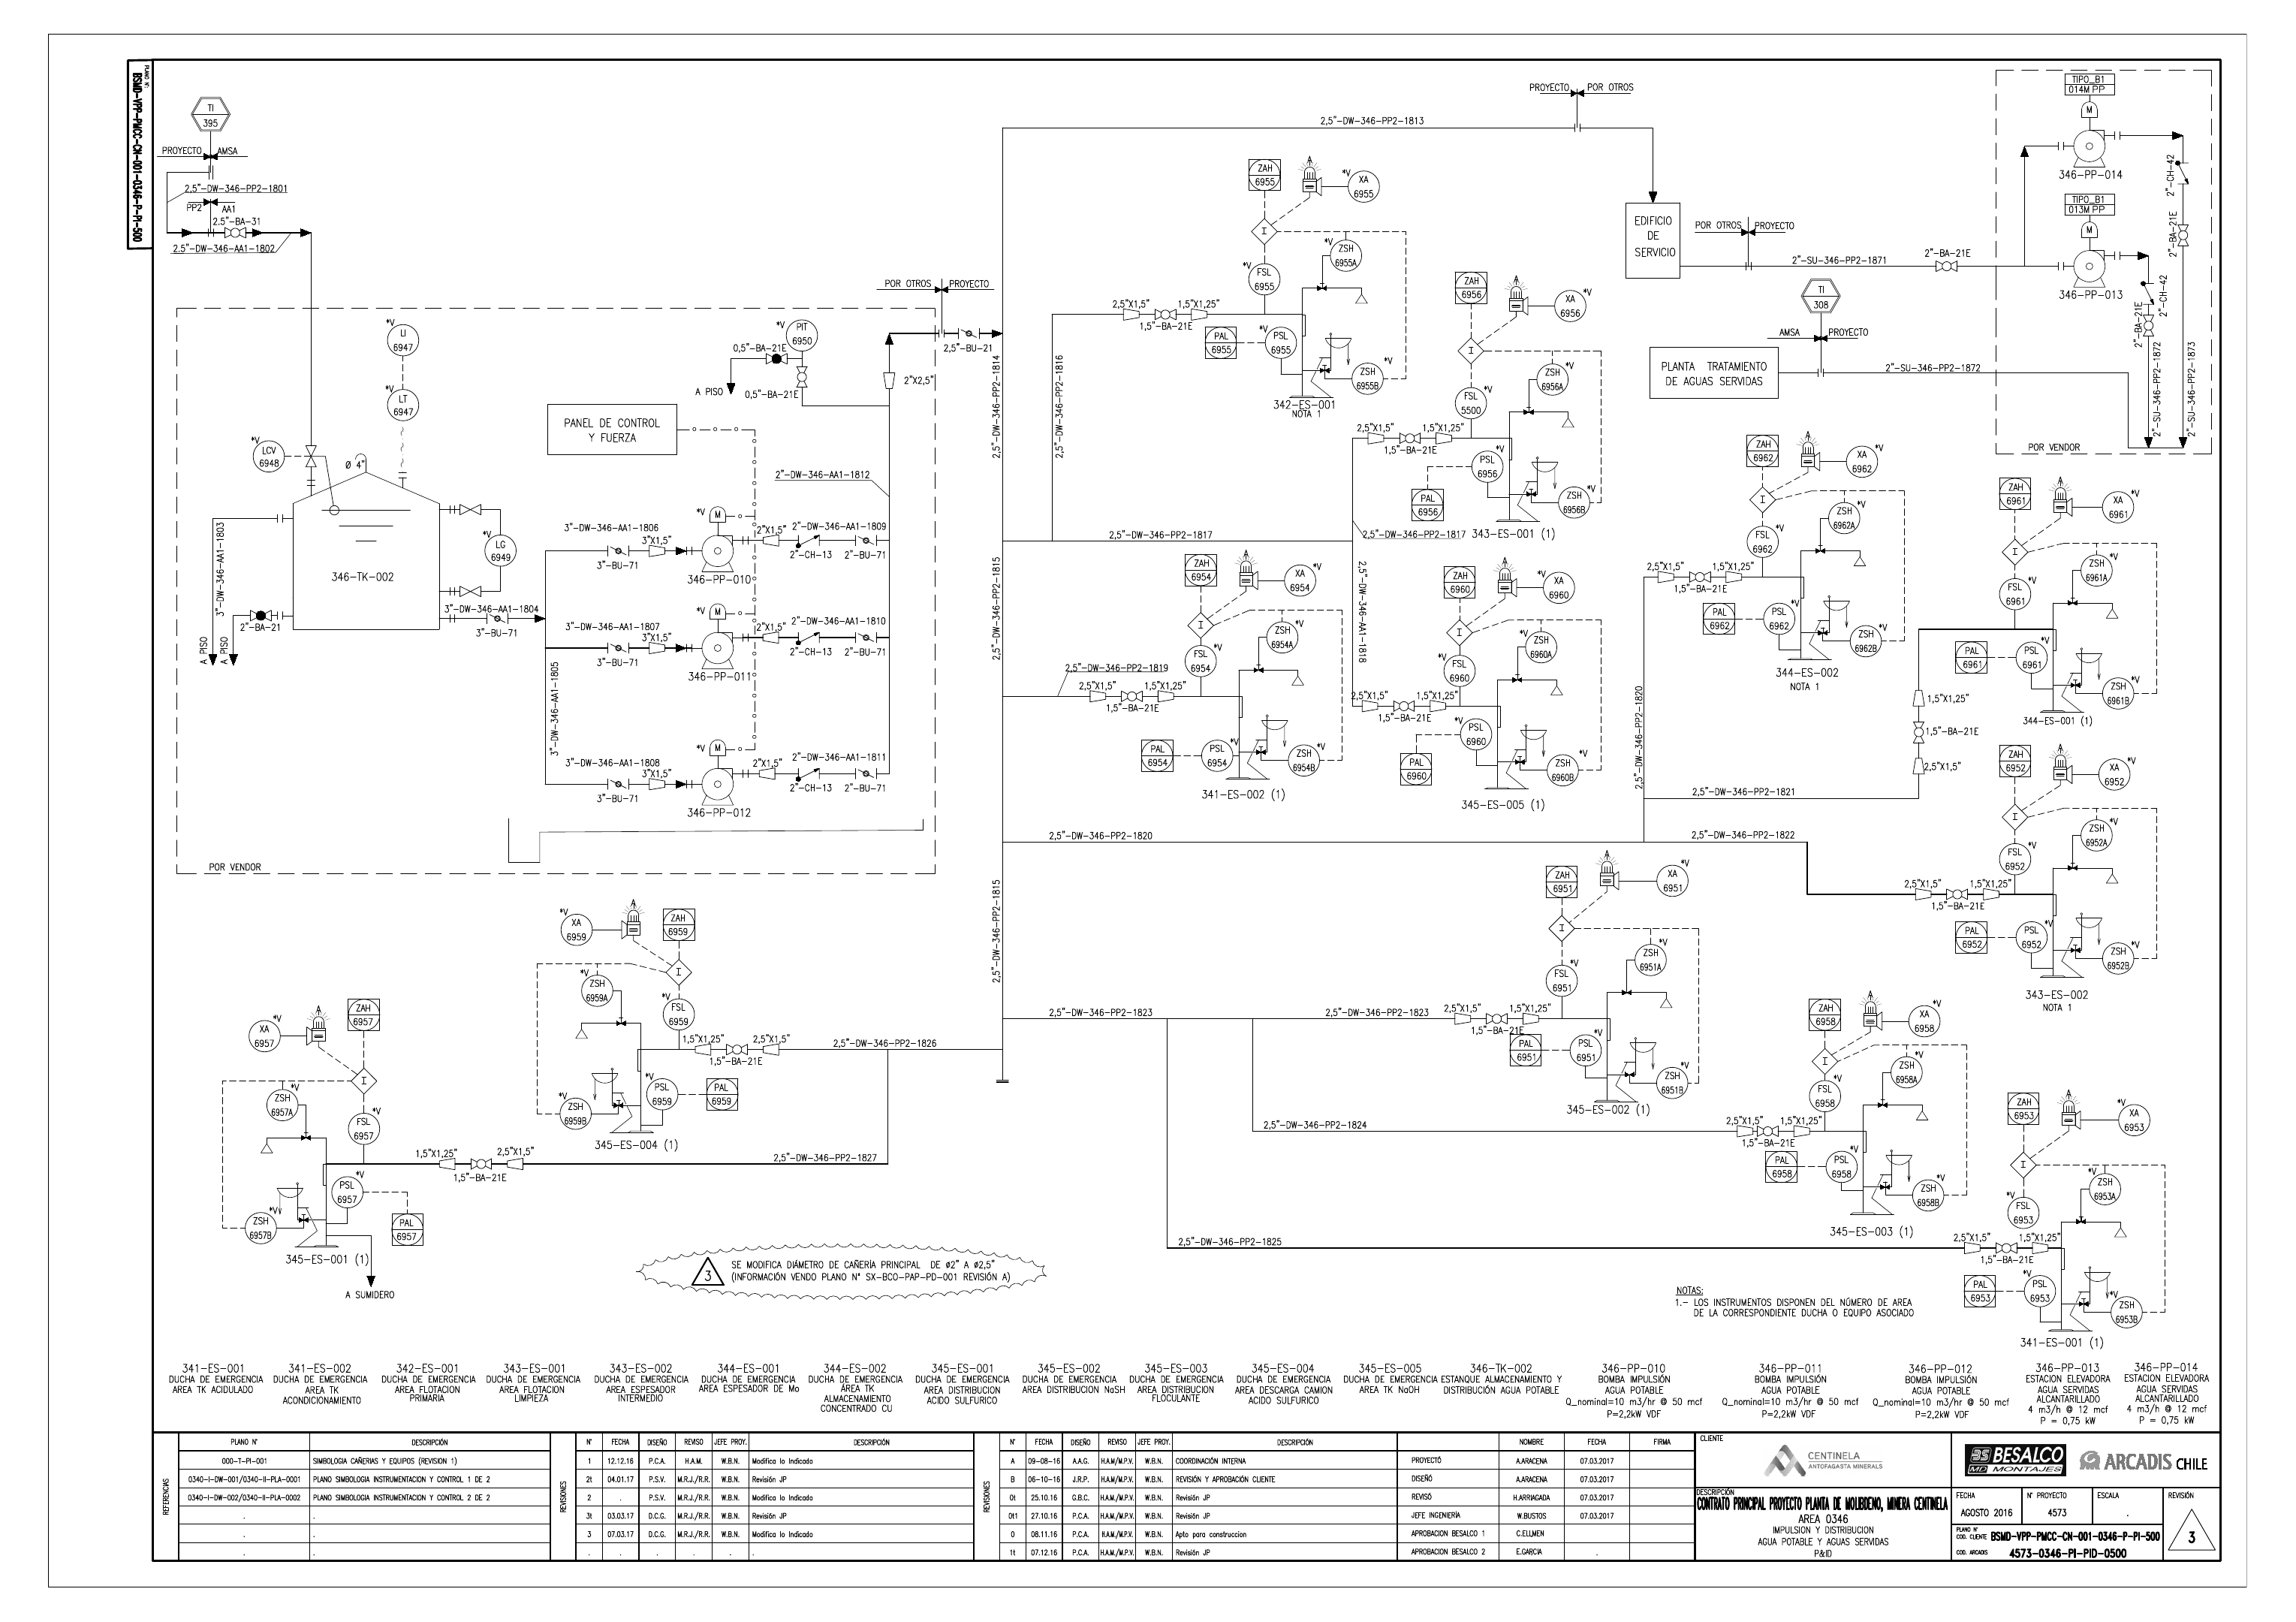 PLANO N°:
BSMD-VPP-PMCC-CN-001-0346-P-PI-500
TI
395
PROYECTO
AMSA
2,5"-DW-346-PP2-1801
PP2
AA1
2.5"-BA-31
2.5"-DW-346-AA1-1802
POR OTROS
PROYECTO
2,5"-BU-21
*V
LI
6947
*V
LT
6947
*V
LCV
6948
Ø 4"
*V
PIT
6950
0,5"-BA-21E
A PISO
0,5"-BA-21E
2"X2,5"
PANEL DE CONTROL
Y FUERZA
2"-DW-346-AA1-1812
346-TK-002
*V
LG
6949
3"-DW-346-AA1-1803
2"-BA-21
A PISO
A PISO
3"-DW-346-AA1-1804
3"-BU-71
3"-DW-346-AA1-1805
3"-DW-346-AA1-1806
3"X1,5"
3"-BU-71
*V
M
346-PP-010
2"X1,5"
2"-DW-346-AA1-1809
2"-CH-13
2"-BU-71
3"-DW-346-AA1-1807
3"X1,5"
3"-BU-71
*V
M
346-PP-011
2"X1,5"
2"-DW-346-AA1-1810
2"-CH-13
2"-BU-71
3"-DW-346-AA1-1808
3"X1,5"
3"-BU-71
*V
M
346-PP-012
2"X1,5"
2"-DW-346-AA1-1811
2"-CH-13
2"-BU-71
POR VENDOR
PROYECTO
POR OTROS
2,5"-DW-346-PP2-1813
2,5"-DW-346-PP2-1814
2,5"-DW-346-PP2-1816
2,5"-DW-346-PP2-1815
2,5"-DW-346-PP2-1815
ZAH
6955
A
*V
XA
6955
I
*V
ZSH
6955A
*V
FSL
6955
2,5"X1,5"
1,5"X1,25"
1,5"-BA-21E
PAL
6955
*V
PSL
6955
*V
ZSH
6955B
342-ES-001
NOTA 1
ZAH
6956
A
*V
XA
6956
I
*V
ZSH
6956A
*V
FSL
5500
2,5"X1,5"
1,5"X1,25"
1,5"-BA-21E
*V
PSL
6956
PAL
6956
*V
ZSH
6956B
343-ES-001 (1)
2,5"-DW-346-PP2-1817
2,5"-DW-346-PP2-1817
2,5"-DW-346-AA1-1818
ZAH
6954
A
*V
XA
6954
I
*V
ZSH
6954A
*V
FSL
6954
2,5"-DW-346-PP2-1819
2,5"X1,5"
1,5"X1,25"
1,5"-BA-21E
PAL
6954
*V
PSL
6954
*V
ZSH
6954B
341-ES-002 (1)
ZAH
6960
A
*V
XA
6960
I
*V
ZSH
6960A
*V
FSL
6960
2,5"X1,5"
1,5"X1,25"
1,5"-BA-21E
*V
PSL
6960
PAL
6960
*V
ZSH
6960B
345-ES-005 (1)
EDIFICIO
DE
SERVICIO
POR OTROS
PROYECTO
2"-SU-346-PP2-1871
2"-BA-21E
TI
308
AMSA
PROYECTO
PLANTA TRATAMIENTO
DE AGUAS SERVIDAS
2"-SU-346-PP2-1872
TIPO_B1
014M PP
M
346-PP-014
TIPO_B1
013M PP
M
346-PP-013
2"-CH-42
2"-BA-21E
2"-CH-42
2"-BA-21E
2"-SU-346-PP2-1872
2"-SU-346-PP2-1873
POR VENDOR
ZAH
6962
A
*V
XA
6962
I
*V
ZSH
6962A
*V
FSL
6962
2,5"X1,5"
1,5"X1,25"
1,5"-BA-21E
PAL
6962
*V
PSL
6962
*V
ZSH
6962B
344-ES-002
NOTA 1
ZAH
6961
A
*V
XA
6961
I
*V
ZSH
6961A
*V
FSL
6961
PAL
6961
*V
PSL
6961
*V
ZSH
6961B
344-ES-001 (1)
1,5"X1,25"
1,5"-BA-21E
2,5"X1,5"
2,5"-DW-346-PP2-1820
2,5"-DW-346-PP2-1821
2,5"-DW-346-PP2-1820
2,5"-DW-346-PP2-1822
ZAH
6952
A
*V
XA
6952
I
*V
ZSH
6952A
*V
FSL
6952
2,5"X1,5"
1,5"X1,25"
1,5"-BA-21E
PAL
6952
*V
PSL
6952
*V
ZSH
6952B
343-ES-002
NOTA 1
ZAH
6951
A
*V
XA
6951
I
*V
ZSH
6951A
*V
FSL
6951
2,5"-DW-346-PP2-1823
2,5"-DW-346-PP2-1823
2,5"X1,5"
1,5"X1,25"
1,5"-BA-21E
PAL
6951
*V
PSL
6951
*V
ZSH
6951B
345-ES-002 (1)
ZAH
6958
A
*V
XA
6958
I
*V
ZSH
6958A
*V
FSL
6958
2,5"-DW-346-PP2-1824
2,5"X1,5"
1,5"X1,25"
1,5"-BA-21E
PAL
6958
*V
PSL
6958
*V
ZSH
6958B
345-ES-003 (1)
ZAH
6953
A
*V
XA
6953
I
*V
ZSH
6953A
*V
FSL
6953
2,5"-DW-346-PP2-1825
2,5"X1,5"
1,5"X1,25"
1,5"-BA-21E
PAL
6953
*V
PSL
6953
*V
ZSH
6953B
341-ES-001 (1)
*V
XA
6959
A
ZAH
6959
I
*V
ZSH
6959A
*V
FSL
6959
1,5"X1,25"
2,5"X1,5"
1,5"-BA-21E
2,5"-DW-346-PP2-1826
*V
ZSH
6959B
*V
PSL
6959
PAL
6959
345-ES-004 (1)
*V
XA
6957
A
ZAH
6957
I
*V
ZSH
6957A
*V
FSL
6957
1,5"X1,25"
2,5"X1,5"
1,5"-BA-21E
2,5"-DW-346-PP2-1827
*V
PSL
6957
*V
ZSH
6957B
PAL
6957
345-ES-001 (1)
A SUMIDERO
3
SE MODIFICA DIÁMETRO DE CAÑERÍA PRINCIPAL DE ø2" A ø2,5"
(INFORMACIÓN VENDO PLANO N° SX-BCO-PAP-PD-001 REVISIÓN A)
NOTAS:
1.- LOS INSTRUMENTOS DISPONEN DEL NÚMERO DE AREA
DE LA CORRESPONDIENTE DUCHA O EQUIPO ASOCIADO
341-ES-001
DUCHA DE EMERGENCIA
AREA TK ACIDULADO
341-ES-002
DUCHA DE EMERGENCIA
AREA TK
ACONDICIONAMIENTO
342-ES-001
DUCHA DE EMERGENCIA
AREA FLOTACION
PRIMARIA
343-ES-001
DUCHA DE EMERGENCIA
AREA FLOTACION
LIMPIEZA
343-ES-002
DUCHA DE EMERGENCIA
AREA ESPESADOR
INTERMEDIO
344-ES-001
DUCHA DE EMERGENCIA
AREA ESPESADOR DE Mo
344-ES-002
DUCHA DE EMERGENCIA
ÁREA TK
ALMACENAMIENTO
CONCENTRADO CU
345-ES-001
DUCHA DE EMERGENCIA
AREA DISTRIBUCION
ACIDO SULFURICO
345-ES-002
DUCHA DE EMERGENCIA
AREA DISTRIBUCION NaSH
345-ES-003
DUCHA DE EMERGENCIA
AREA DISTRIBUCION
FLOCULANTE
345-ES-004
DUCHA DE EMERGENCIA
AREA DESCARGA CAMION
ACIDO SULFURICO
345-ES-005
DUCHA DE EMERGENCIA
AREA TK NaOH
346-TK-002
ESTANQUE ALMACENAMIENTO Y
DISTRIBUCIÓN AGUA POTABLE
346-PP-010
BOMBA IMPULSIÓN
AGUA POTABLE
Q_nominal=10 m3/hr @ 50 mcf
P=2,2kW VDF
346-PP-011
BOMBA IMPULSIÓN
AGUA POTABLE
Q_nominal=10 m3/hr @ 50 mcf
P=2,2kW VDF
346-PP-012
BOMBA IMPULSIÓN
AGUA POTABLE
Q_nominal=10 m3/hr @ 50 mcf
P=2,2kW VDF
346-PP-013
ESTACION ELEVADORA
AGUA SERVIDAS
ALCANTARILLADO
4 m3/h @ 12 mcf
P = 0,75 kW
346-PP-014
ESTACION ELEVADORA
AGUA SERVIDAS
ALCANTARILLADO
4 m3/h @ 12 mcf
P = 0,75 kW
REFERENCIAS
PLANO N° DESCRIPCIÓN
000-T-PI-001 SIMBOLOGIA CAÑERIAS Y EQUIPOS (REVISION 1)
0340-I-DW-001/0340-II-PLA-0001 PLANO SIMBOLOGIA INSTRUMENTACION Y CONTROL 1 DE 2
0340-I-DW-002/0340-II-PLA-0002 PLANO SIMBOLOGIA INSTRUMENTACION Y CONTROL 2 DE 2
REVISIONES
N° FECHA DISEÑO REVISO JEFE PROY. DESCRIPCIÓN
1 12.12.16 P.C.A. H.A.M. W.B.N. Modifica lo Indicado
2t 04.01.17 P.S.V. M.R.J./R.R. W.B.N. Revisión JP
2 . P.S.V. M.R.J./R.R. W.B.N. Modifica lo Indicado
3t 03.03.17 D.C.G. M.R.J./R.R. W.B.N. Revisión JP
3 07.03.17 D.C.G. M.R.J./R.R. W.B.N. Modifica lo Indicado
REVISIONES
N° FECHA DISEÑO REVISO JEFE PROY. DESCRIPCIÓN
A 09-08-16 A.A.G. H.A.M/M.P.V. W.B.N. COORDINACIÓN INTERNA
B 06-10-16 J.R.P. H.A.M/M.P.V. W.B.N. REVISIÓN Y APROBACIÓN CLIENTE
0t 25.10.16 G.B.C. H.A.M/M.P.V. W.B.N. Revisión JP
0t1 27.10.16 P.C.A. H.A.M/M.P.V. W.B.N. Revisión JP
0 08.11.16 P.C.A. H.A.M/M.P.V. W.B.N. Apto para construccion
1t 07.12.16 P.C.A. H.A.M/M.P.V. W.B.N. Revisión JP
NOMBRE FECHA FIRMA
PROYECTÓ A.ARACENA 07.03.2017
DISEÑÓ A.ARACENA 07.03.2017
REVISÓ H.ARRIAGADA 07.03.2017
JEFE INGENIERÍA W.BUSTOS 07.03.2017
APROBACION BESALCO 1 C.ELLMEN
APROBACION BESALCO 2 E.GARCIA
CLIENTE
CENTINELA
ANTOFAGASTA MINERALS
DESCRIPCIÓN
CONTRATO PRINCIPAL PROYECTO PLANTA DE MOLIBDENO, MINERA CENTINELA
AREA 0346
IMPULSION Y DISTRIBUCION
AGUA POTABLE Y AGUAS SERVIDAS
P&ID
BS BESALCO
MD MONTAJES
ARCADIS CHILE
FECHA
AGOSTO 2016
N° PROYECTO
4573
ESCALA
.
REVISIÓN
3
PLANO N°
COD. CLIENTE BSMD-VPP-PMCC-CN-001-0346-P-PI-500
COD. ARCADIS 4573-0346-PI-PID-0500